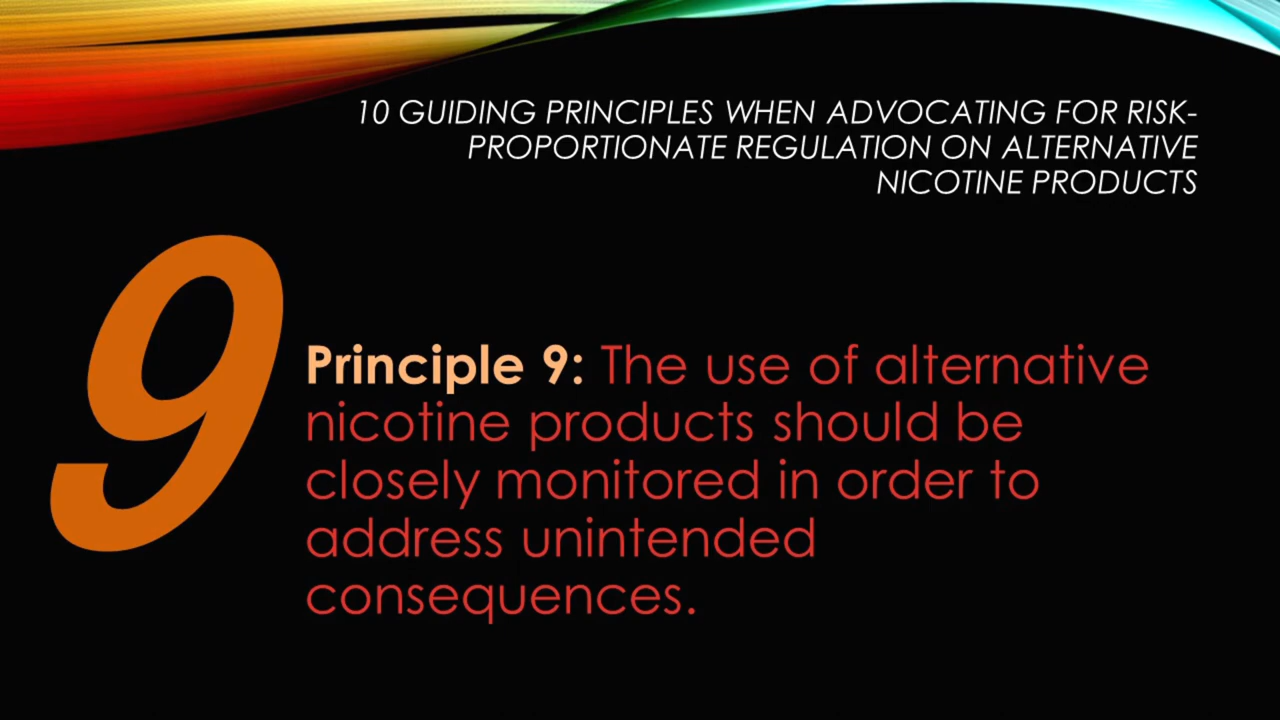 10 GUIDING PRINCIPLES WHEN ADVOCATING FOR RISK-
PROPORTIONATE REGULATION ON ALTERNATIVE
NICOTINE PRODUCTS
9
Principle 9: The use of alternative
nicotine products should be
closely monitored in order to
address unintended
consequences.